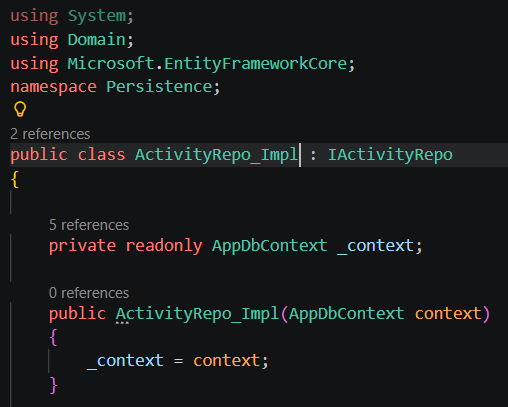 using System;
using Domain;
using Microsoft.EntityFrameworkCore;
namespace Persistence;
2 references
public class ActivityRepo_Impl : IActivityRepo
{
5 references
private readonly AppDbContext _context;
0 references
public ActivityRepo_Impl(AppDbContext context)
{
_context = context;
}